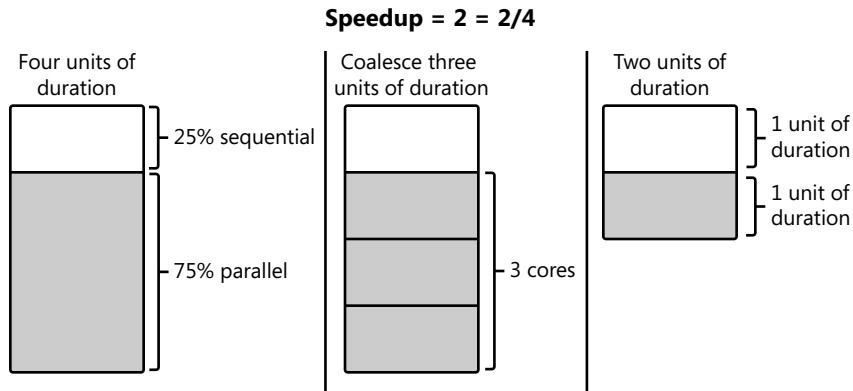 Speedup = 2 = 2/4
Four units of
duration
25% sequential
75% parallel
Coalesce three
units of duration
3 cores
Two units of
duration
1 unit of
duration
1 unit of
duration